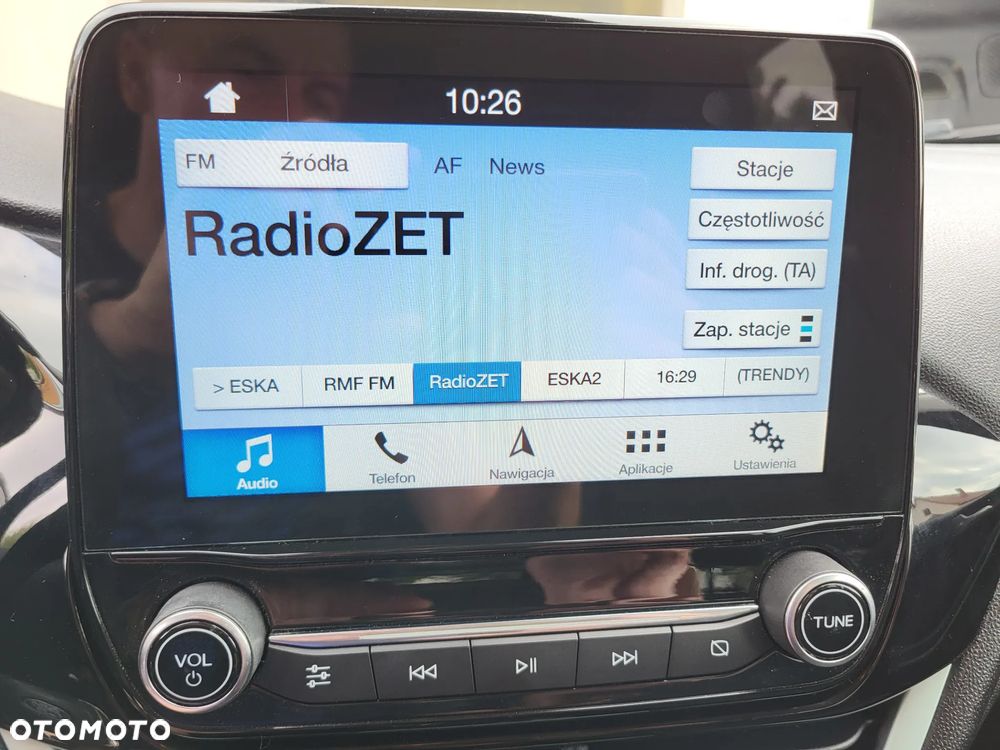 10:26
FM Źródła AF News Stacje
RadioZET
Częstotliwość
Inf. drog. (TA)
Zap. stacje
> ESKA RMF FM RadioZET ESKA2 16:29 (TRENDY)
Audio Telefon Nawigacja Aplikacje Ustawienia
VOL
TUNE
OTOMOTO